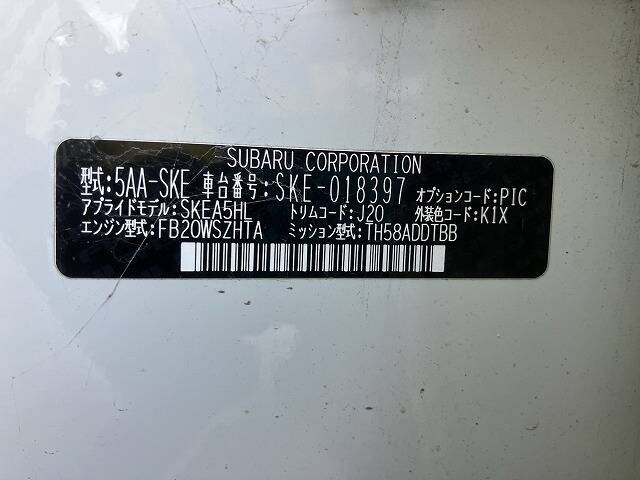 SUBARU CORPORATION
型式:5AA-SKE 車台番号:SKE-018397 オプションコード:PIC
アプライドモデル:SKEA5HL トリムコード:J20 外装色コード:K1X
エンジン型式:FB20WSZHTA ミッション型式:TH58ADDTBB